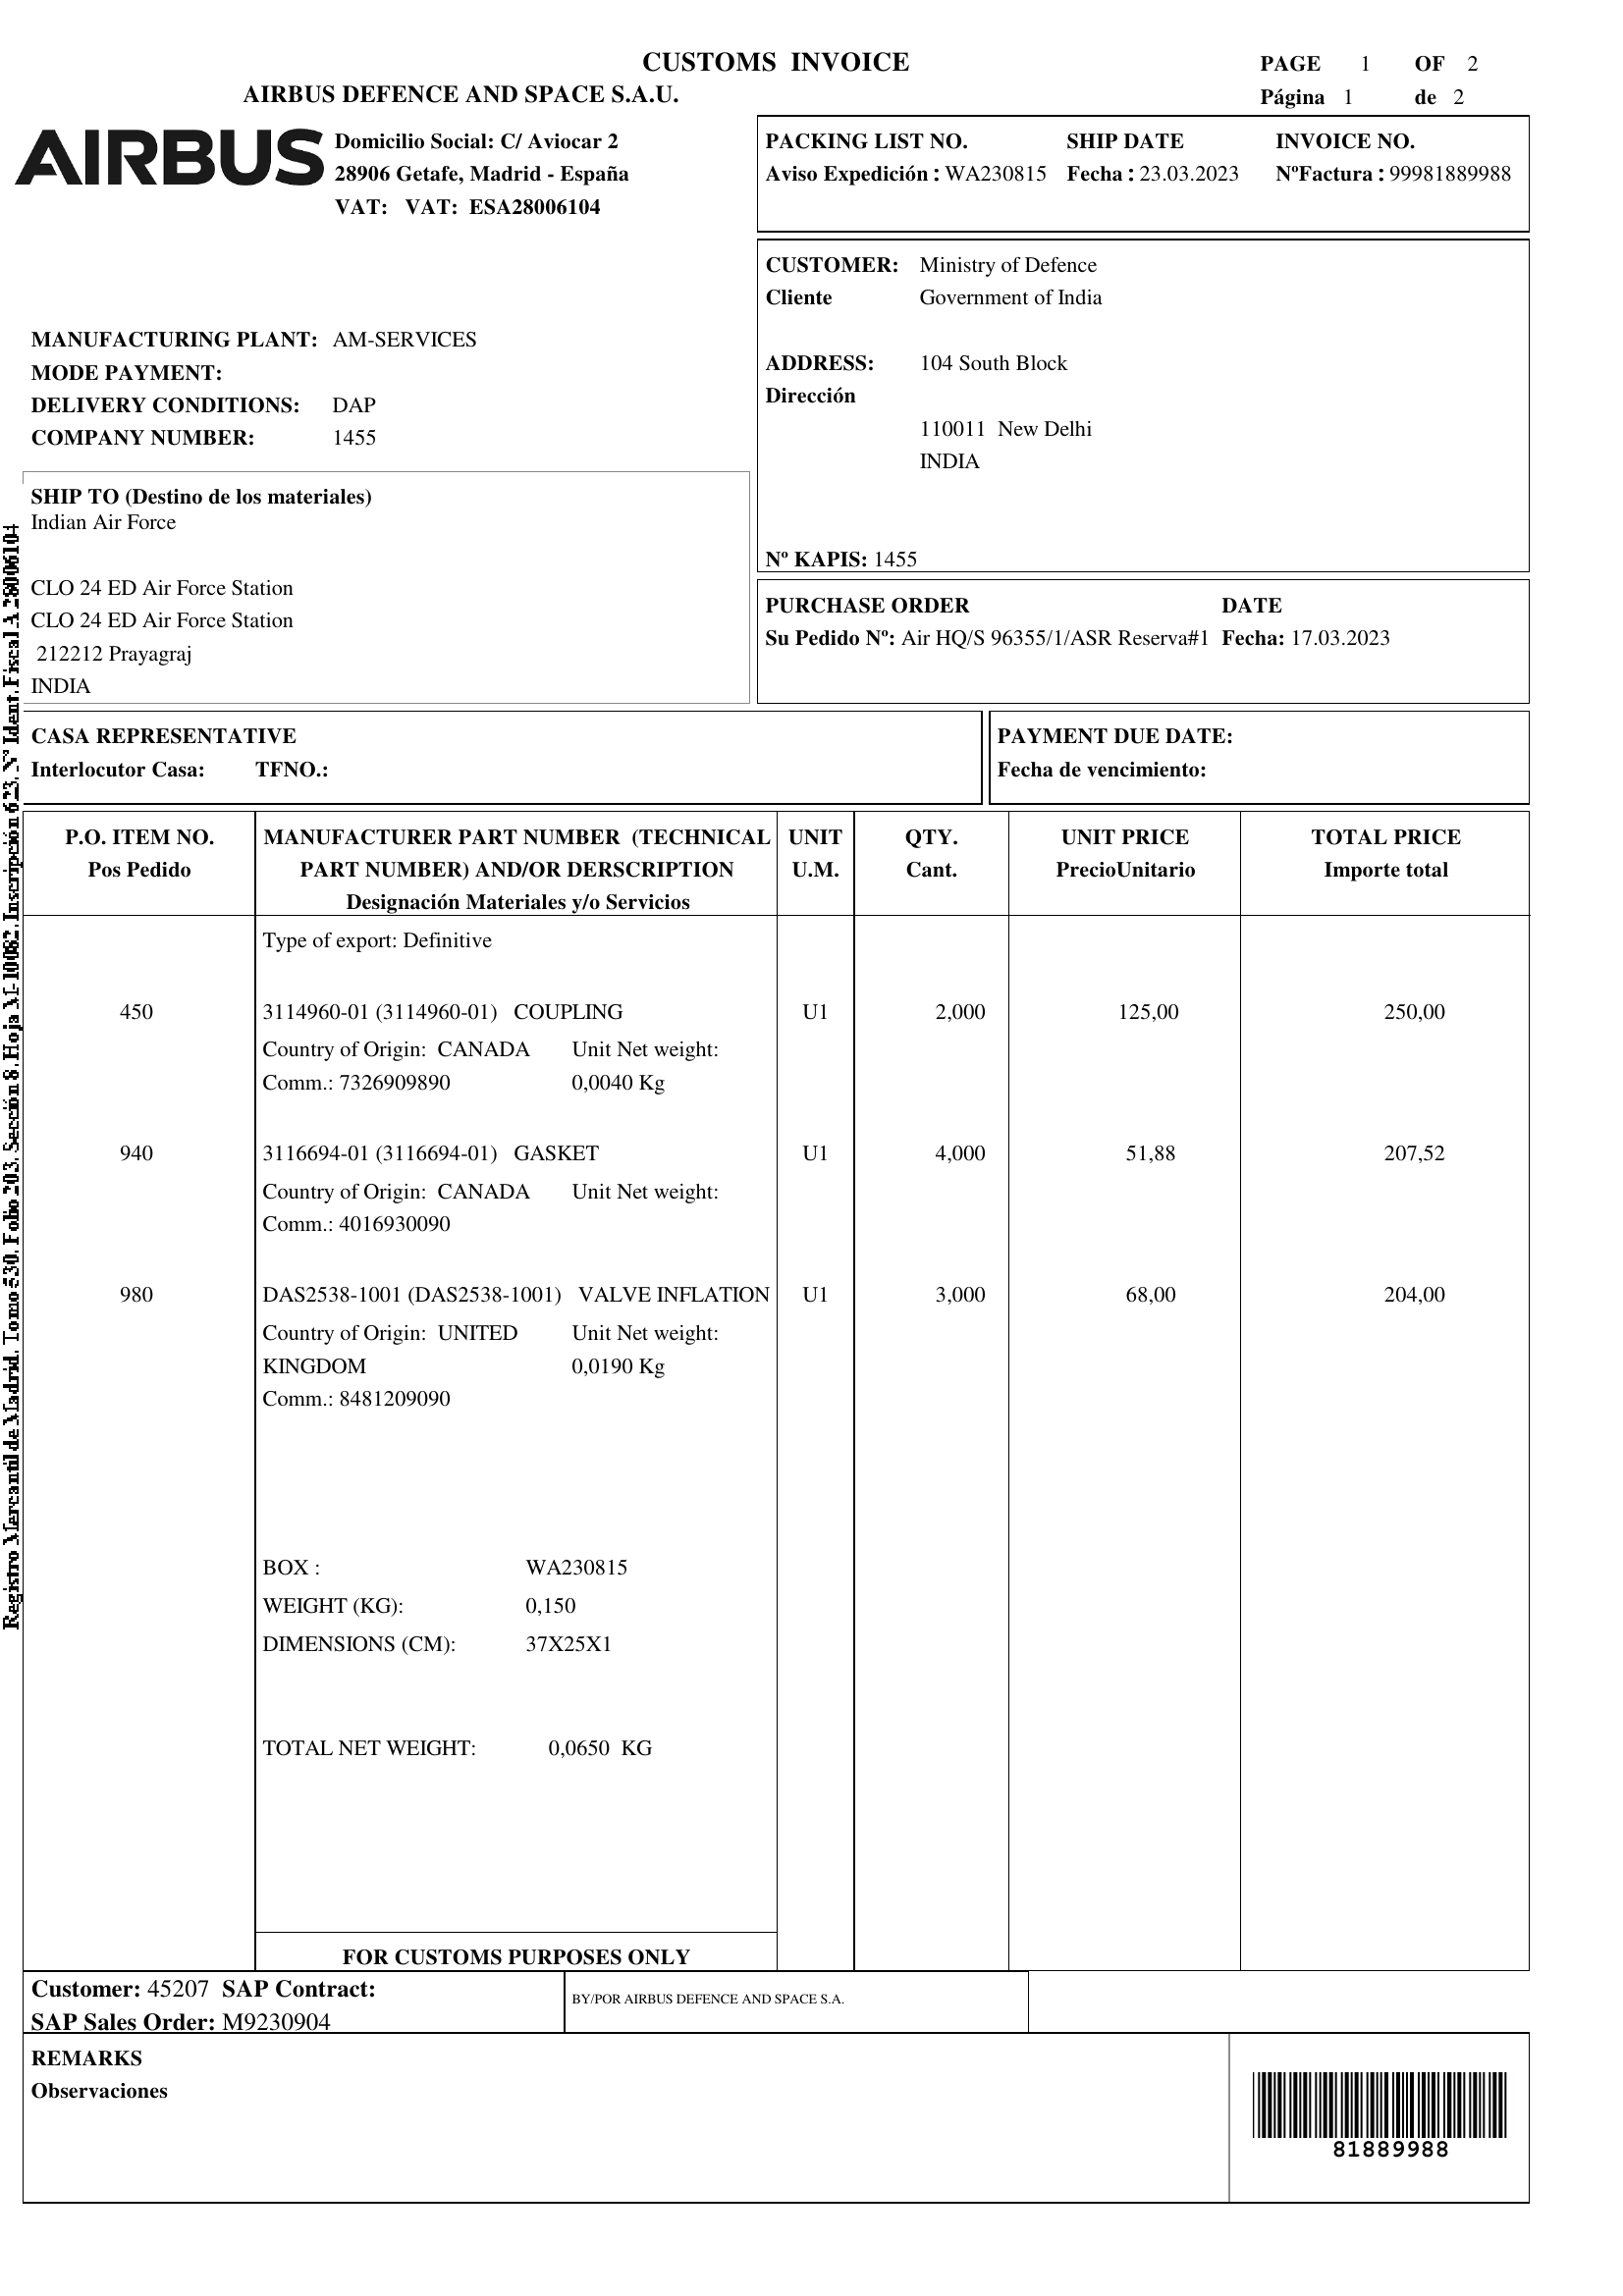 CUSTOMS INVOICE
PAGE 1 OF 2
AIRBUS DEFENCE AND SPACE S.A.U.
Página 1 de 2
AIRBUS
Domicilio Social: C/ Aviocar 2
28906 Getafe, Madrid - España
VAT: VAT: ESA28006104
PACKING LIST NO. SHIP DATE INVOICE NO.
Aviso Expedición : WA230815 Fecha : 23.03.2023 NºFactura : 99981889988
CUSTOMER: Ministry of Defence
Cliente Government of India
ADDRESS: 104 South Block
Dirección
110011 New Delhi
INDIA
Nº KAPIS: 1455
MANUFACTURING PLANT: AM-SERVICES
MODE PAYMENT:
DELIVERY CONDITIONS: DAP
COMPANY NUMBER: 1455
SHIP TO (Destino de los materiales)
Indian Air Force
CLO 24 ED Air Force Station
CLO 24 ED Air Force Station
212212 Prayagraj
INDIA
PURCHASE ORDER DATE
Su Pedido Nº: Air HQ/S 96355/1/ASR Reserva#1 Fecha: 17.03.2023
CASA REPRESENTATIVE
Interlocutor Casa: TFNO.:
PAYMENT DUE DATE:
Fecha de vencimiento:
P.O. ITEM NO. MANUFACTURER PART NUMBER (TECHNICAL UNIT QTY. UNIT PRICE TOTAL PRICE
Pos Pedido PART NUMBER) AND/OR DERSCRIPTION U.M. Cant. PrecioUnitario Importe total
Designación Materiales y/o Servicios
Type of export: Definitive
450 3114960-01 (3114960-01) COUPLING U1 2,000 125,00 250,00
Country of Origin: CANADA Unit Net weight:
Comm.: 7326909890 0,0040 Kg
940 3116694-01 (3116694-01) GASKET U1 4,000 51,88 207,52
Country of Origin: CANADA Unit Net weight:
Comm.: 4016930090
980 DAS2538-1001 (DAS2538-1001) VALVE INFLATION U1 3,000 68,00 204,00
Country of Origin: UNITED Unit Net weight:
KINGDOM 0,0190 Kg
Comm.: 8481209090
BOX : WA230815
WEIGHT (KG): 0,150
DIMENSIONS (CM): 37X25X1
TOTAL NET WEIGHT: 0,0650 KG
FOR CUSTOMS PURPOSES ONLY
Customer: 45207 SAP Contract:
SAP Sales Order: M9230904
BY/POR AIRBUS DEFENCE AND SPACE S.A.
REMARKS
Observaciones
81889988
Registro Mercantil de Madrid, Tomo 530, Folio 203, Sección 8, Hoja M-10082, Inscripción 623, Nº Ident. Fiscal A 28006104